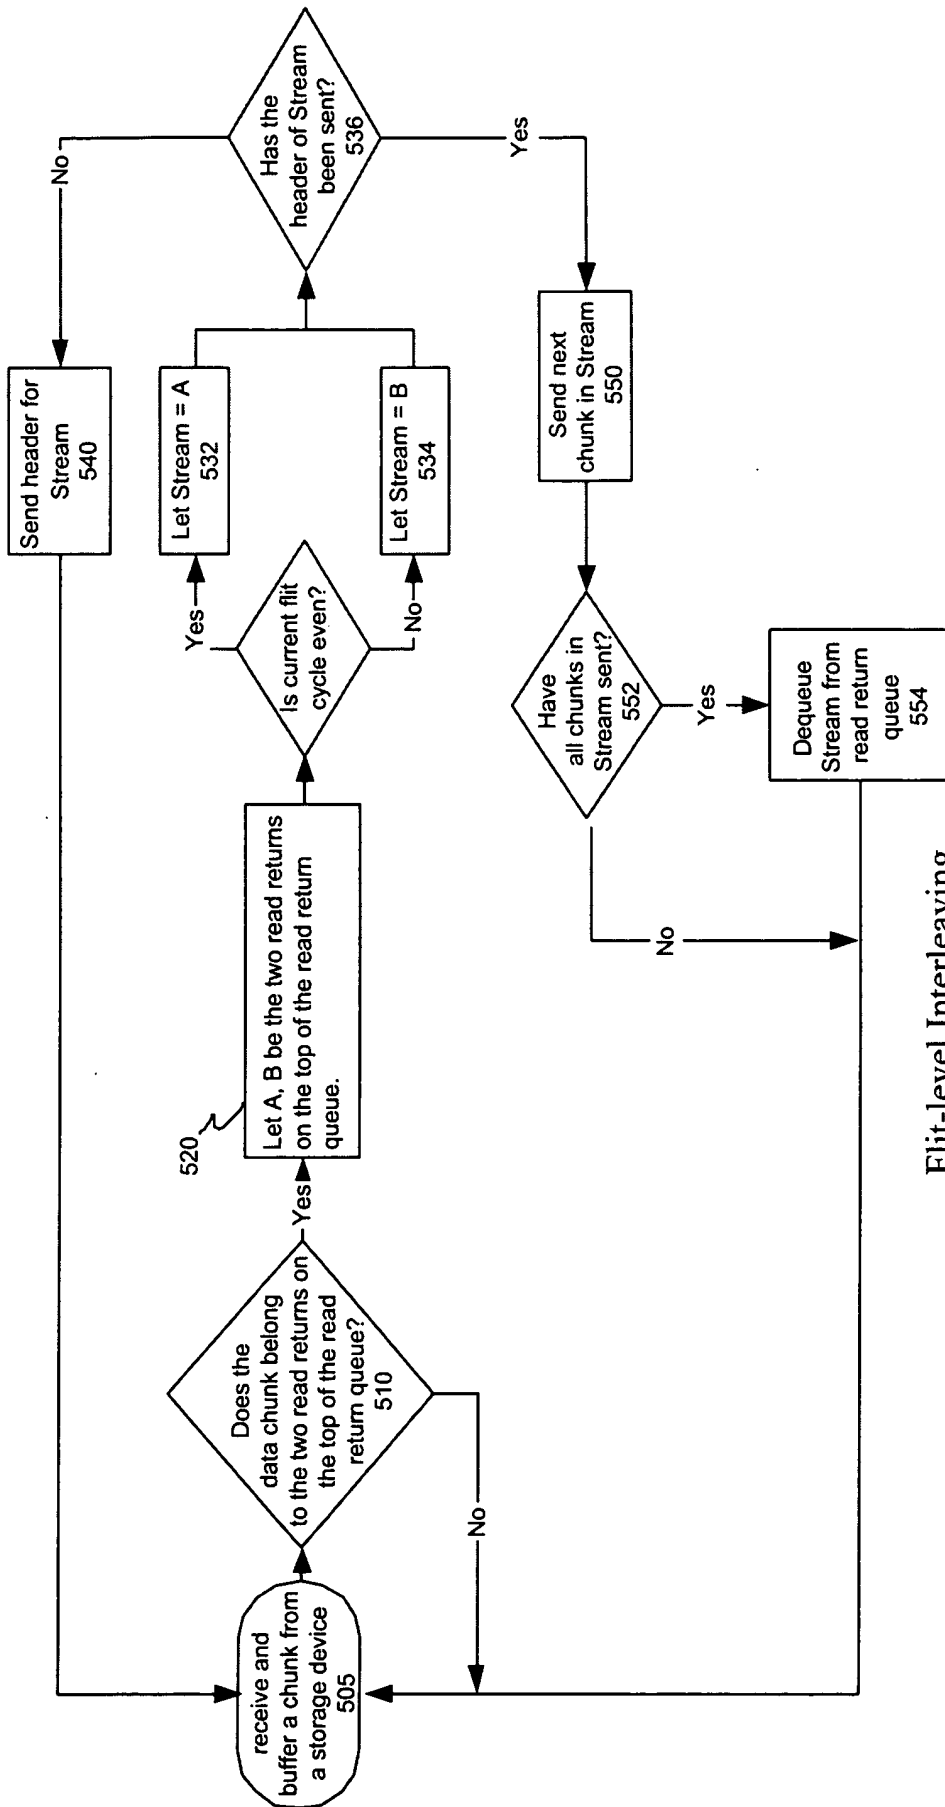 receive and
buffer a chunk from
a storage device
505
Does the
data chunk belong
to the two read returns on
the top of the read
return queue?
510
No
Yes
520
Let A, B be the two read returns
on the top of the read return
queue.
Is current flit
cycle even?
Yes
No
Let Stream = A
532
Let Stream = B
534
Has the
header of Stream
been sent?
536
No
Yes
Send header for
Stream
540
Send next
chunk in Stream
550
Have
all chunks in
Stream sent?
552
No
Yes
Dequeue
Stream from
read return
queue
554
Flit-level Interleaving